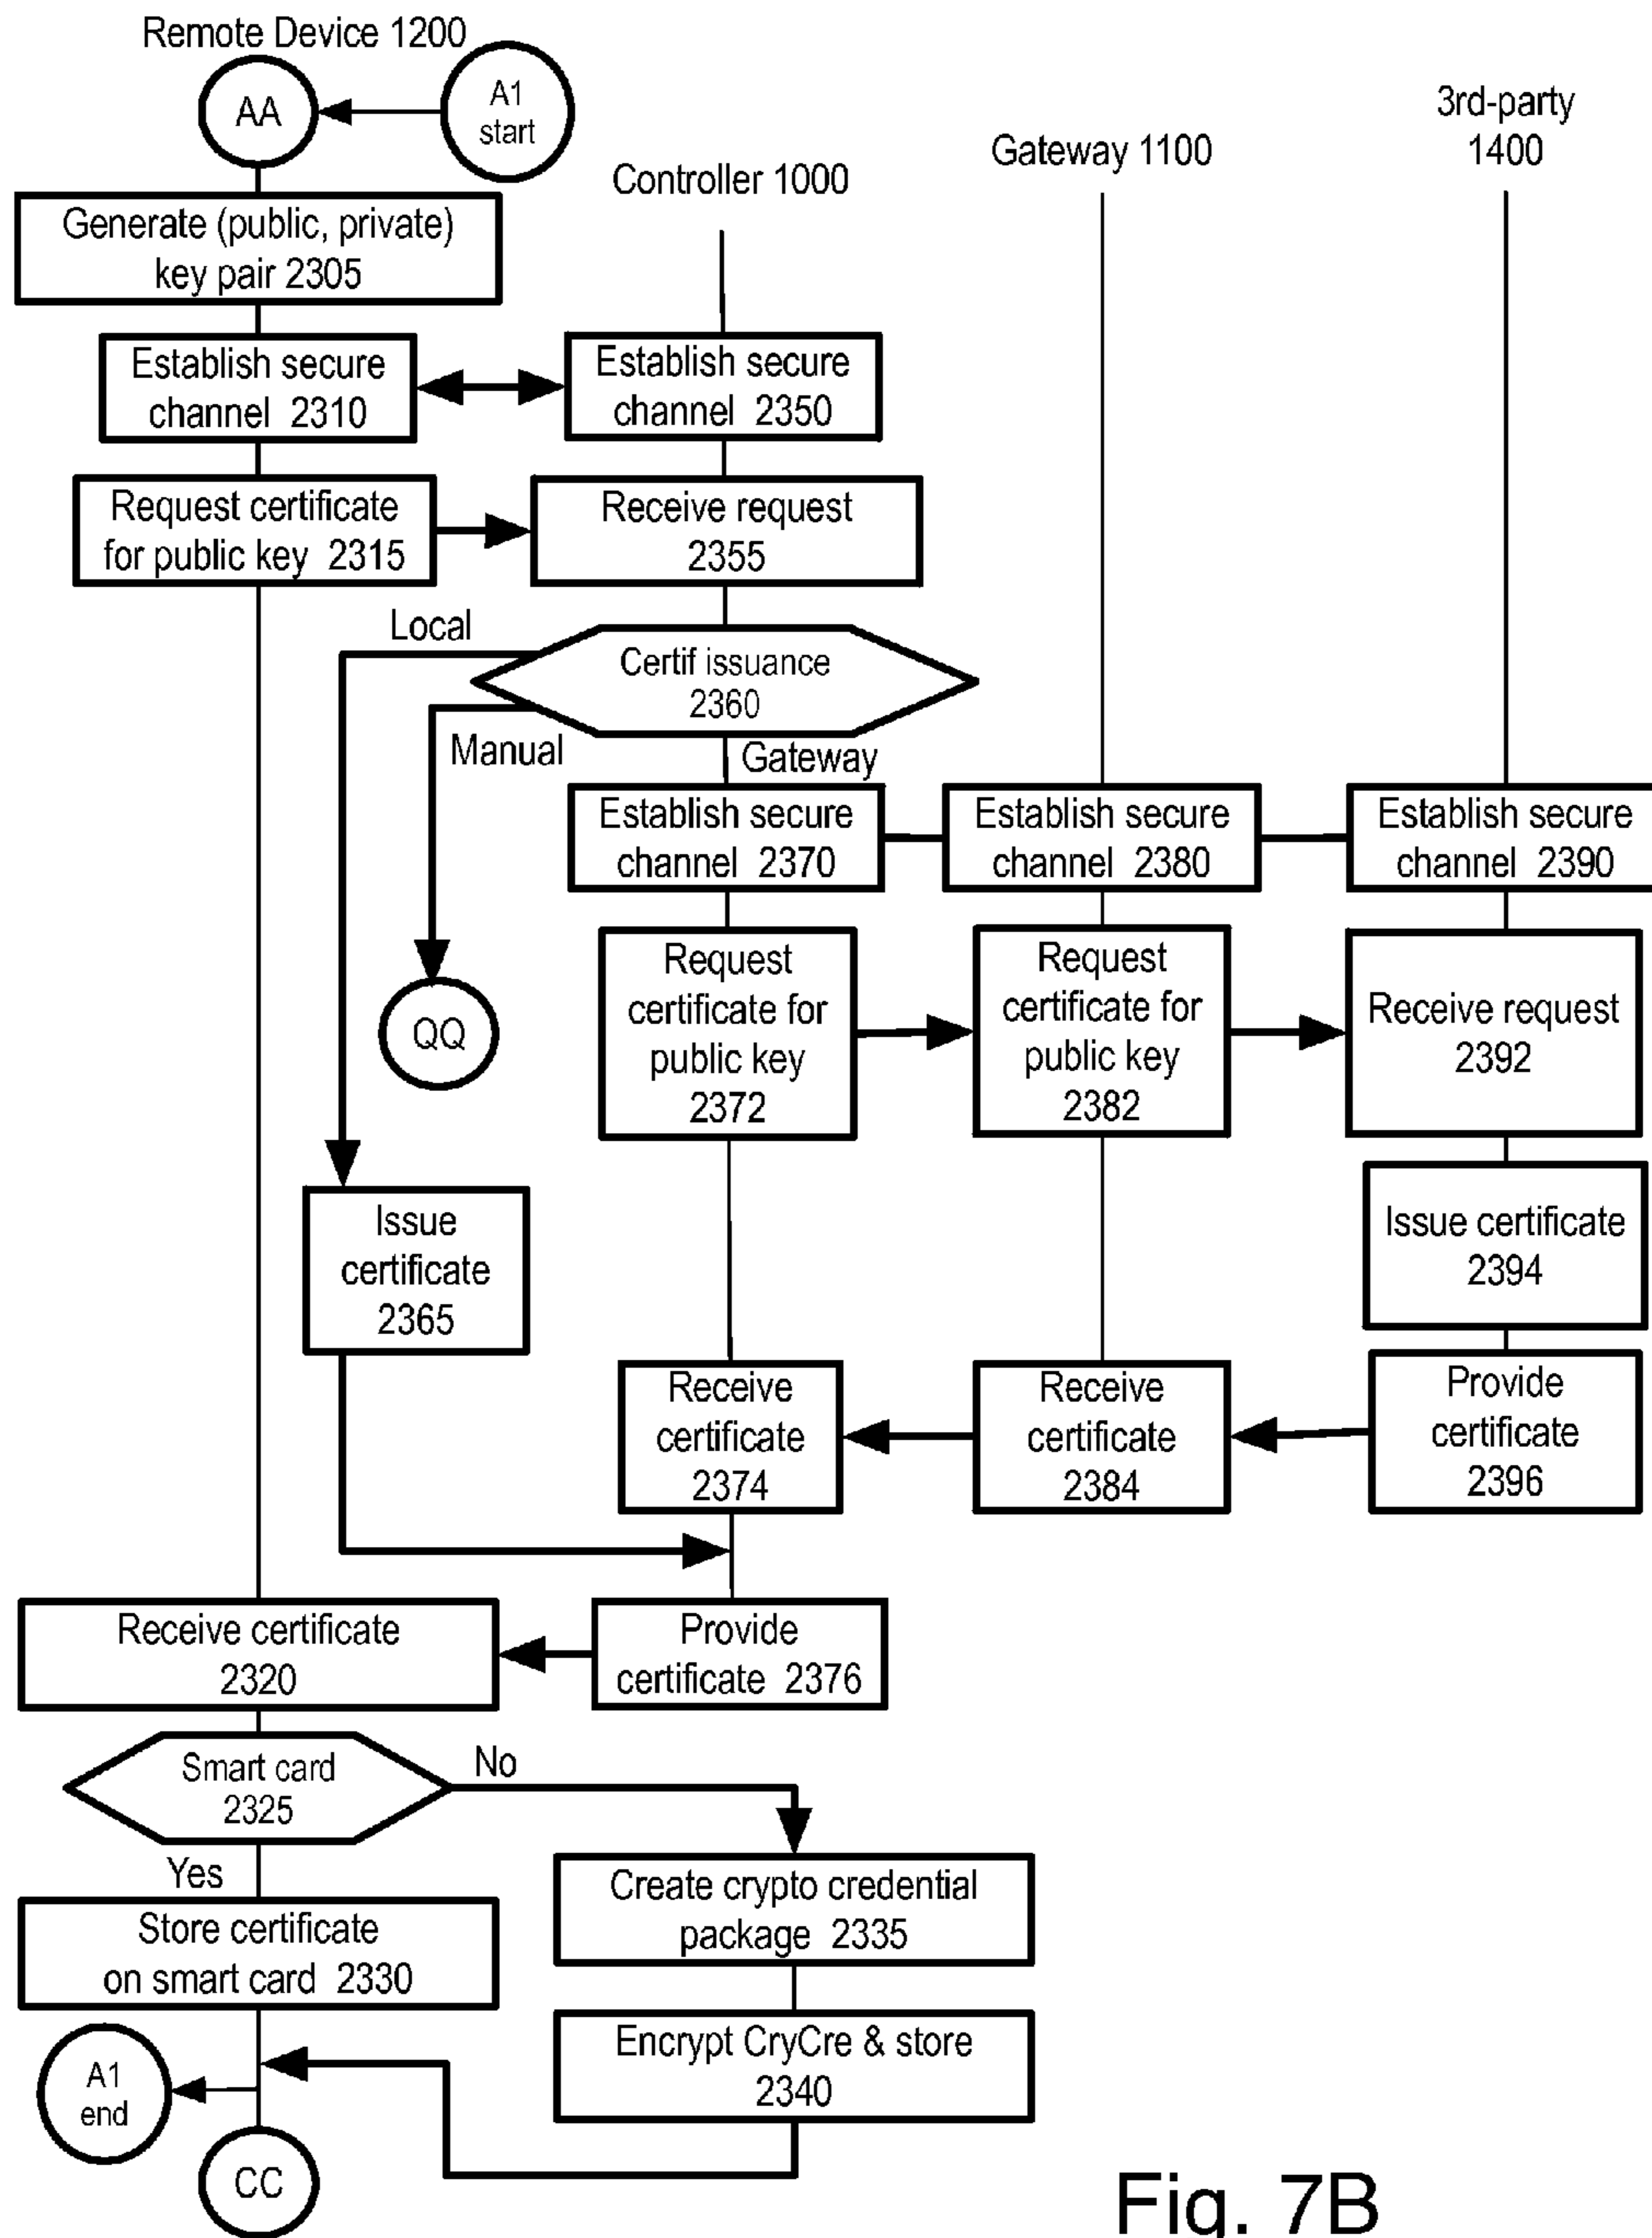 Remote Device 1200
AA
A1
start
3rd-party
1400
Gateway 1100
Controller 1000
Generate (public, private)
key pair 2305
Establish secure
channel 2310
Establish secure
channel 2350
Request certificate
for public key 2315
Receive request
2355
Local
Certif issuance
2360
Manual
Gateway
Establish secure
channel 2370
Establish secure
channel 2380
Establish secure
channel 2390
Request
certificate for
public key
2372
Request
certificate for
public key
2382
Receive request
2392
QQ
Issue
certificate
2365
Issue certificate
2394
Receive
certificate
2374
Receive
certificate
2384
Provide
certificate
2396
Receive certificate
2320
Provide
certificate 2376
Smart card
2325
No
Yes
Create crypto credential
package 2335
Store certificate
on smart card 2330
Encrypt CryCre & store
2340
A1
end
CC
Fig. 7B